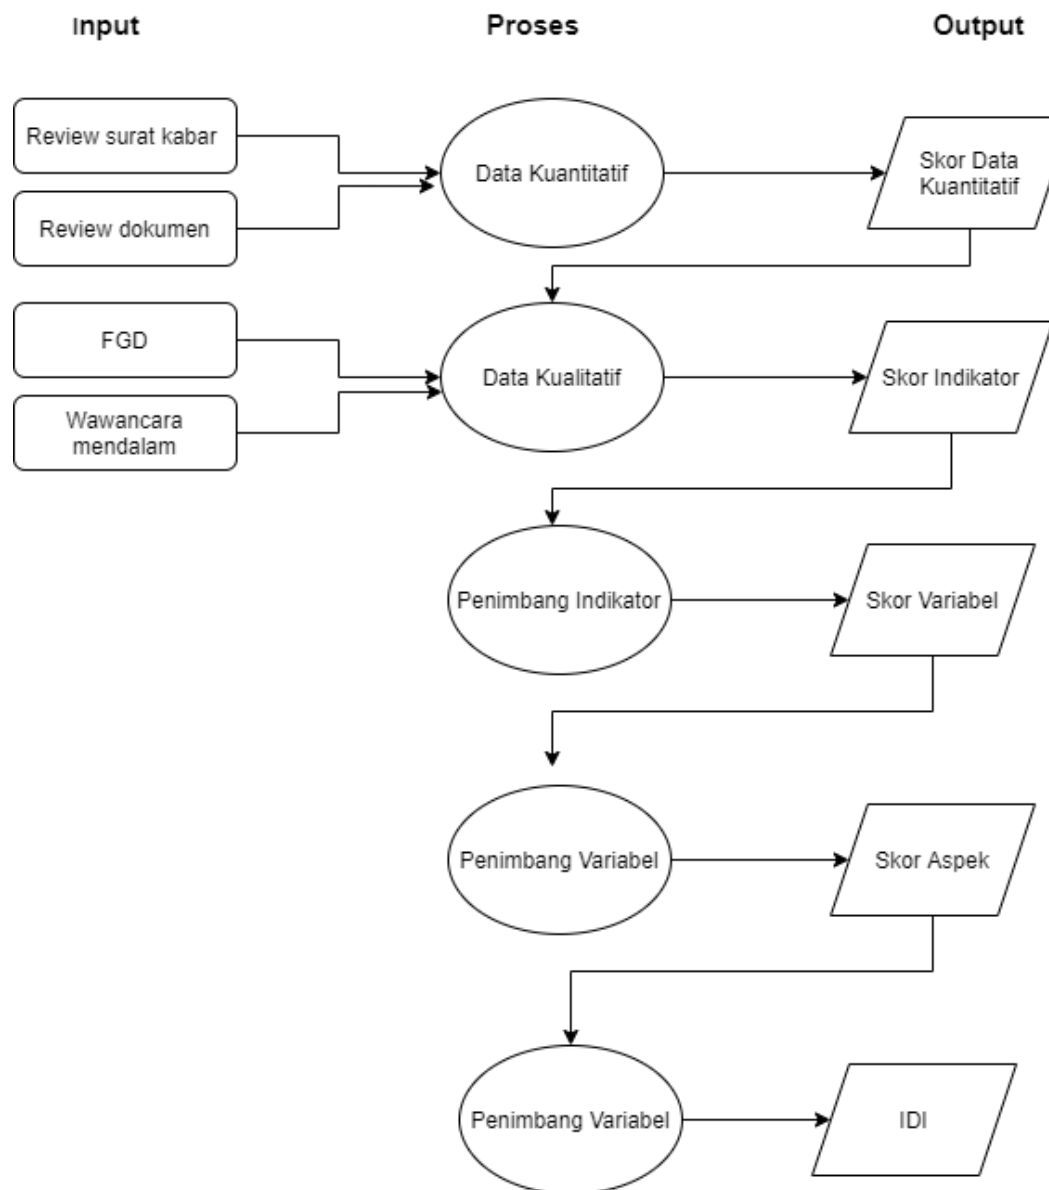 Input
Proses
Output
Review surat kabar
Data Kuantitatif
Skor Data
Kuantitatif
Review dokumen
FGD
Data Kualitatif
Skor Indikator
Wawancara
mendalam
Penimbang Indikator
Skor Variabel
Penimbang Variabel
Skor Aspek
Penimbang Variabel
IDI